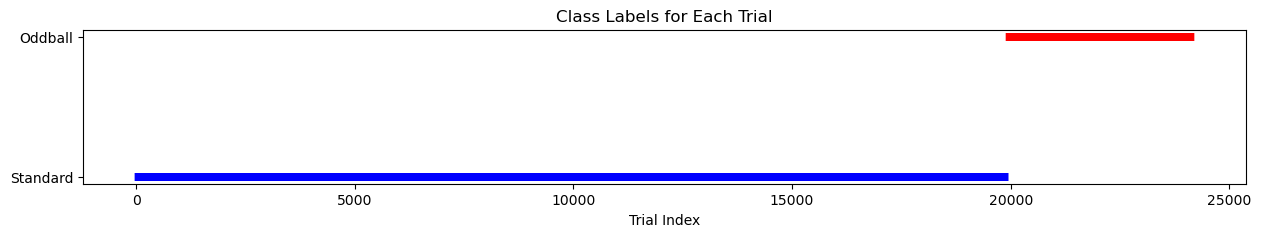 Class Labels for Each Trial
Oddball
Standard
0 5000 10000 15000 20000 25000
Trial Index